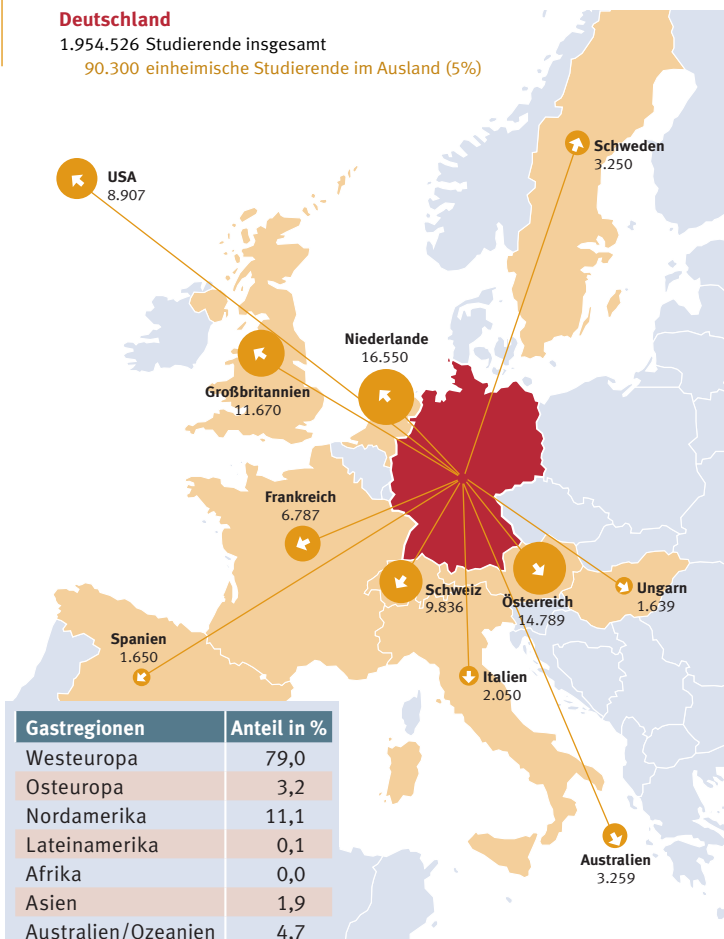 Deutschland
1.954.526 Studierende insgesamt
90.300 einheimische Studierende im Ausland (5%)
Schweden
3.250
USA
8.907
Niederlande
16.550
Großbritannien
11.670
Frankreich
6.787
Schweiz
9.836
Österreich
14.789
Ungarn
1.639
Spanien
1.650
Italien
2.050
Australien
3.259
Gastregionen Anteil in %
Westeuropa 79,0
Osteuropa 3,2
Nordamerika 11,1
Lateinamerika 0,1
Afrika 0,0
Asien 1,9
Australien/Ozeanien 4,7